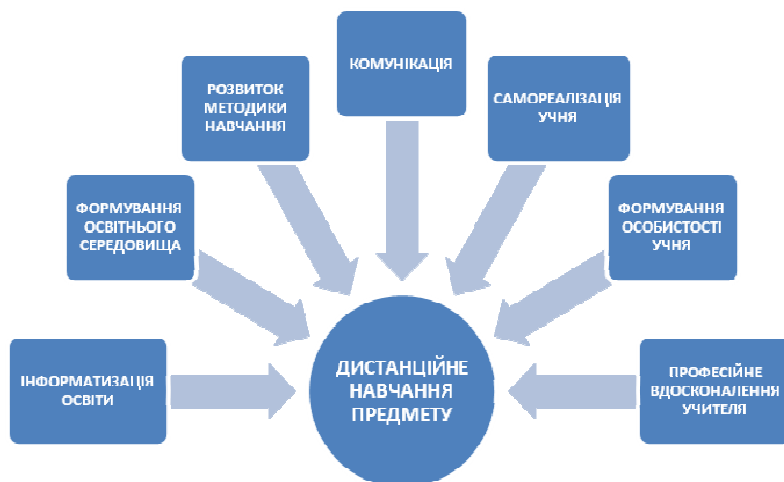 КОМУНІКАЦІЯ
РОЗВИТОК
МЕТОДИКИ
НАВЧАННЯ
САМОРЕАЛІЗАЦІЯ
УЧНЯ
ФОРМУВАННЯ
ОСВІТНЬОГО
СЕРЕДОВИЩА
ФОРМУВАННЯ
ОСОБИСТОСТІ
УЧНЯ
ІНФОРМАТИЗАЦІЯ
ОСВІТИ
ДИСТАНЦІЙНЕ
НАВЧАННЯ
ПРЕДМЕТУ
ПРОФЕСІЙНЕ
ВДОСКОНАЛЕННЯ
УЧИТЕЛЯ